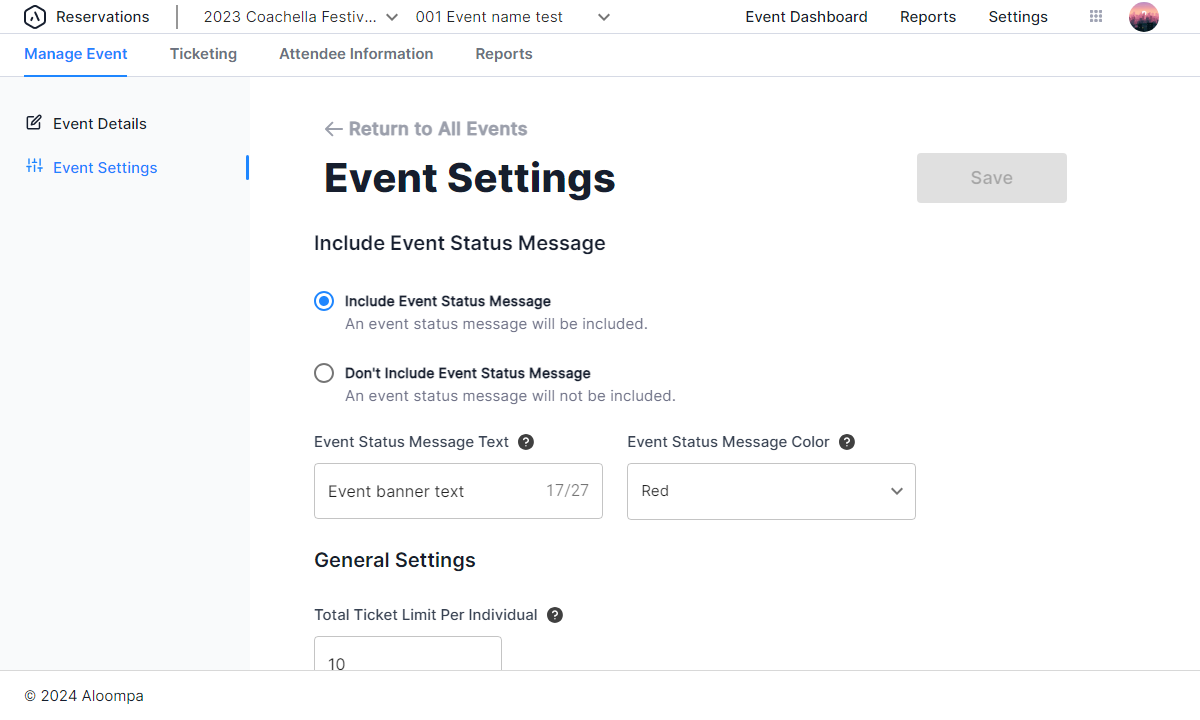 Reservations 2023 Coachella Festiv... 001 Event name test Event Dashboard Reports Settings
Manage Event Ticketing Attendee Information Reports
Event Details
Event Settings
Return to All Events
Event Settings
Save
Include Event Status Message
Include Event Status Message
An event status message will be included.
Don't Include Event Status Message
An event status message will not be included.
Event Status Message Text ? Event Status Message Color ?
Event banner text 17/27 Red
General Settings
Total Ticket Limit Per Individual ?
10
© 2024 Aloompa